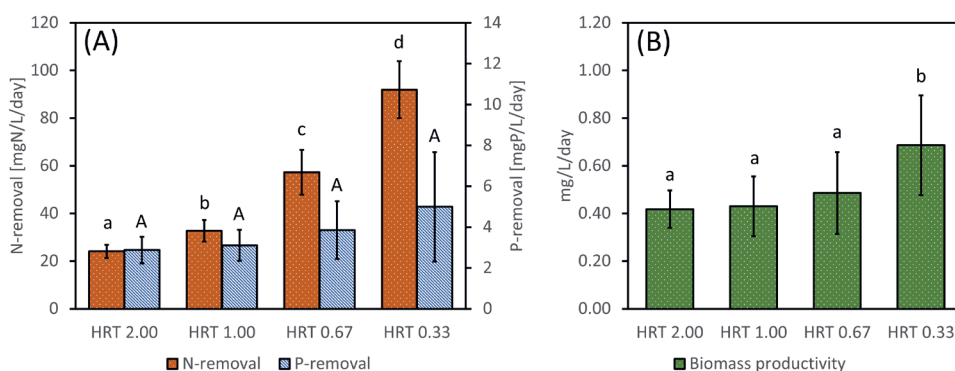 (A)
N-removal [mgN/L/day]
120
100
80
60
40
20
0
a A b A c A d A
P-removal [mgP/L/day]
14
12
10
8
6
4
2
0
HRT 2.00 HRT 1.00 HRT 0.67 HRT 0.33
N-removal P-removal
(B)
mg/L/day
1.20
1.00
0.80
0.60
0.40
0.20
0.00
a a a b
HRT 2.00 HRT 1.00 HRT 0.67 HRT 0.33
Biomass productivity